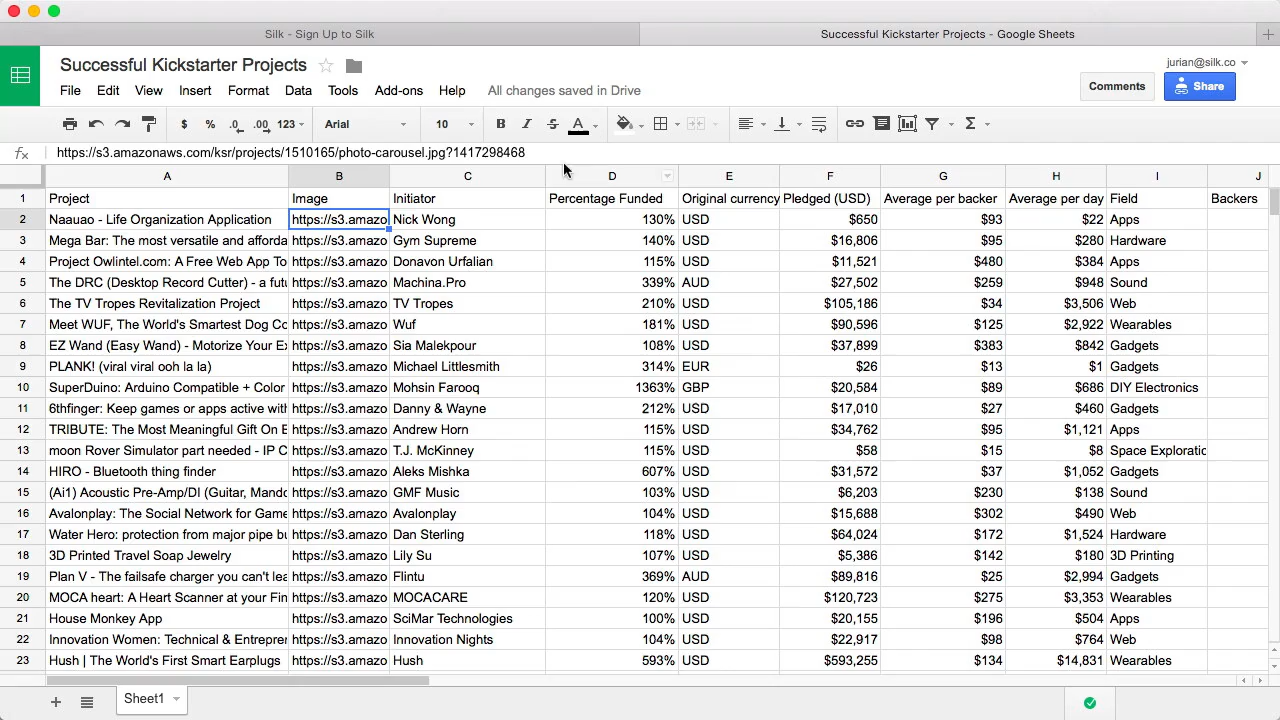 Silk - Sign Up to Silk
Successful Kickstarter Projects - Google Sheets
Successful Kickstarter Projects
jurian@silk.co
File Edit View Insert Format Data Tools Add-ons Help All changes saved in Drive
Comments
Share
$ % .0 .00 123 Arial 10 B I S A Σ
fx https://s3.amazonaws.com/ksr/projects/1510165/photo-carousel.jpg?1417298468
A B C D E F G H I J
1 Project Image Initiator Percentage Funded Original currency Pledged (USD) Average per backer Average per day Field Backers
2 Naauao - Life Organization Application https://s3.amazo Nick Wong 130% USD $650 $93 $22 Apps
3 Mega Bar: The most versatile and afforda https://s3.amazo Gym Supreme 140% USD $16,806 $95 $280 Hardware
4 Project Owlintel.com: A Free Web App To https://s3.amazo Donavon Urfalian 115% USD $11,521 $480 $384 Apps
5 The DRC (Desktop Record Cutter) - a futu https://s3.amazo Machina.Pro 339% AUD $27,502 $259 $948 Sound
6 The TV Tropes Revitalization Project https://s3.amazo TV Tropes 210% USD $105,186 $34 $3,506 Web
7 Meet WUF, The World's Smartest Dog Co https://s3.amazo Wuf 181% USD $90,596 $125 $2,922 Wearables
8 EZ Wand (Easy Wand) - Motorize Your Ex https://s3.amazo Sia Malekpour 108% USD $37,899 $383 $842 Gadgets
9 PLANK! (viral viral ooh la la) https://s3.amazo Michael Littlesmith 314% EUR $26 $13 $1 Gadgets
10 SuperDuino: Arduino Compatible + Color https://s3.amazo Mohsin Farooq 1363% GBP $20,584 $89 $686 DIY Electronics
11 6thfinger: Keep games or apps active with https://s3.amazo Danny & Wayne 212% USD $17,010 $27 $460 Gadgets
12 TRIBUTE: The Most Meaningful Gift On E https://s3.amazo Andrew Horn 115% USD $34,762 $95 $1,121 Apps
13 moon Rover Simulator part needed - IP C https://s3.amazo T.J. McKinney 115% USD $58 $15 $8 Space Exploratic
14 HIRO - Bluetooth thing finder https://s3.amazo Aleks Mishka 607% USD $31,572 $37 $1,052 Gadgets
15 (Ai1) Acoustic Pre-Amp/DI (Guitar, Mando https://s3.amazo GMF Music 103% USD $6,203 $230 $138 Sound
16 Avalonplay: The Social Network for Game https://s3.amazo Avalonplay 104% USD $15,688 $302 $490 Web
17 Water Hero: protection from major pipe bu https://s3.amazo Dan Sterling 118% USD $64,024 $172 $1,524 Hardware
18 3D Printed Travel Soap Jewelry https://s3.amazo Lily Su 107% USD $5,386 $142 $180 3D Printing
19 Plan V - The failsafe charger you can't lea https://s3.amazo Flintu 369% AUD $89,816 $25 $2,994 Gadgets
20 MOCA heart: A Heart Scanner at your Fin https://s3.amazo MOCACARE 120% USD $120,723 $275 $3,353 Wearables
21 House Monkey App https://s3.amazo SciMar Technologies 100% USD $20,155 $196 $504 Apps
22 Innovation Women: Technical & Entreprer https://s3.amazo Innovation Nights 104% USD $22,917 $98 $764 Web
23 Hush | The World's First Smart Earplugs https://s3.amazo Hush 593% USD $593,255 $134 $14,831 Wearables
Sheet1